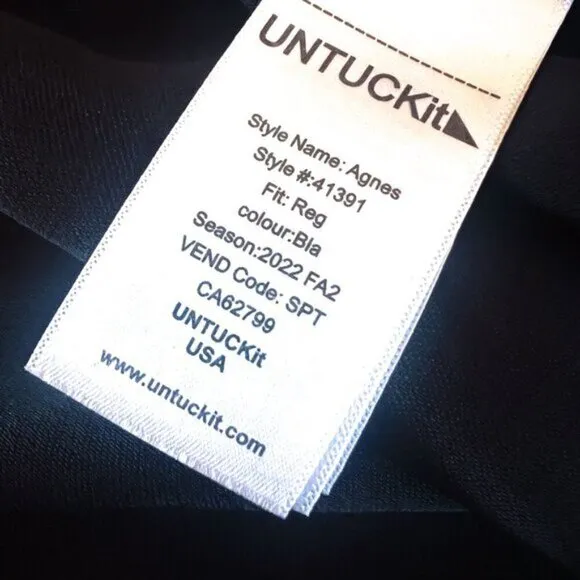 UNTUCKit
Style Name: Agnes
Style #:41391
Fit: Reg
colour:Bla
Season:2022 FA2
VEND Code: SPT
CA62799
UNTUCKit
USA
www.untuckit.com